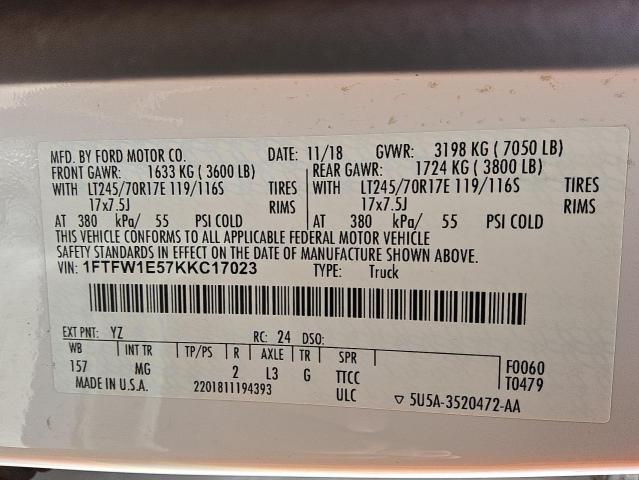 MFD. BY FORD MOTOR CO. DATE: 11/18 GVWR: 3198 KG ( 7050 LB)
FRONT GAWR: 1633 KG ( 3600 LB) REAR GAWR: 1724 KG ( 3800 LB)
WITH LT245/70R17E 119/116S TIRES WITH LT245/70R17E 119/116S TIRES
17x7.5J RIMS 17x7.5J RIMS
AT 380 kPa/ 55 PSI COLD AT 380 kPa/ 55 PSI COLD
THIS VEHICLE CONFORMS TO ALL APPLICABLE FEDERAL MOTOR VEHICLE
SAFETY STANDARDS IN EFFECT ON THE DATE OF MANUFACTURE SHOWN ABOVE.
VIN: 1FTFW1E57KKC17023 TYPE: Truck
EXT PNT: YZ RC: 24 DSO:
WB INT TR TP/PS R AXLE TR SPR F0060
157 MG 2 L3 G TTCC T0479
MADE IN U.S.A. 2201811194393 ULC ▽ 5U5A-3520472-AA